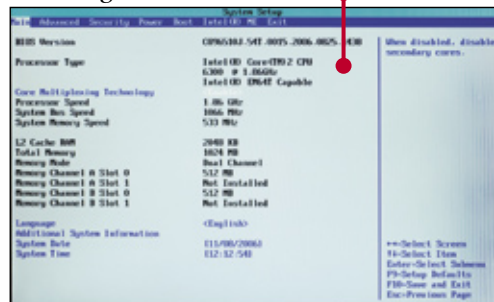 System Setup
Main Advanced Security Power Boot Intel(R) ME Exit
BIOS Version
Processor Type Intel(R) Core(TM)2 CPU
6300 @ 1.86GHz
Intel(R) EM64T Capable
Core Multiplexing Technology
Processor Speed 1.86 GHz
System Bus Speed 1066 MHz
System Memory Speed 533 MHz
L2 Cache RAM 2048 KB
Total Memory 1024 MB
Memory Mode Dual Channel
Memory Channel A Slot 0 512 MB
Memory Channel A Slot 1 Not Installed
Memory Channel B Slot 0 512 MB
Memory Channel B Slot 1 Not Installed
Language <English>
Additional System Information
System Date [11/08/2006]
System Time [12:12:54]
When disabled, disable
secondary cores.
=Select Screen
=Select Item
Enter=Select Submenu
F9=Setup Defaults
F10=Save and Exit
Esc=Previous Page